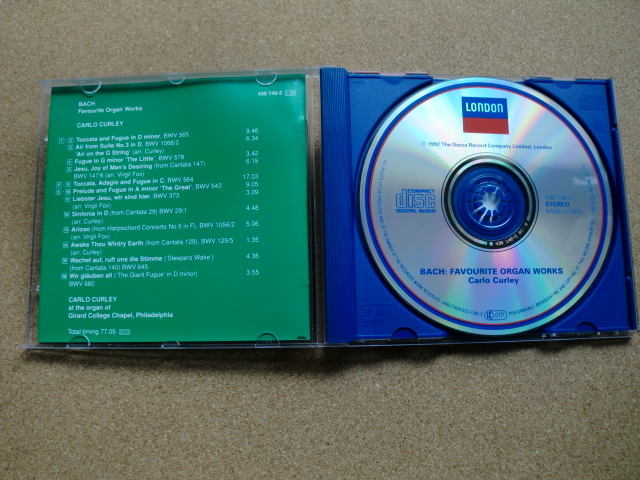 BACH 430 746-2
Favourite Organ Works
CARLO CURLEY
Toccata and Fugue in D minor, BWV 565 9.46
Air from Suite No.3 in D, BWV 1068/2 6.34
'Air on the G String' (arr. Curley)
Fugue in G minor 'The Little', BWV 578 3.42
Jesu, Joy of Man's Desiring (from Cantata 147) 6.15
BWV 147/6 (arr. Virgil Fox)
Toccata, Adagio and Fugue in C, BWV 564 17.03
Prelude and Fugue in A minor 'The Great', BWV 543 9.05
Liebster Jesu, wir sind hier, BWV 373 3.09
(arr. Virgil Fox)
Sinfonia in D (from Cantata 29) BWV 29/1 4.48
(arr. Curley)
Arioso (from Harpsichord Concerto No.5 in F), BWV 1056/2 5.06
(arr. Virgil Fox)
Awake Thou Wintry Earth (from Cantata 129), BWV 129/5 1.35
(arr. Curley)
Wachet auf, ruft uns die Stimme ('Sleepers Wake') 4.36
(from Cantata 140) BWV 645
Wir gläuben all ('The Giant Fugue' in D minor) 3.55
BWV 680
CARLO CURLEY
at the organ of
Girard College Chapel, Philadelphia
Total timing 77.05 DDD
LONDON
℗ 1992 The Decca Record Company Limited, London
COMPACT
disc
DIGITAL AUDIO
STEREO
Made in USA
BACH: FAVOURITE ORGAN WORKS
Carlo Curley